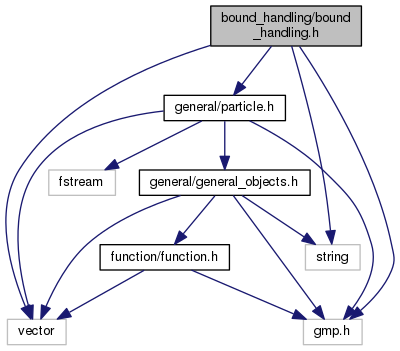 bound_handling/bound
_handling.h
general/particle.h
fstream
general/general_objects.h
function/function.h
string
vector
gmp.h